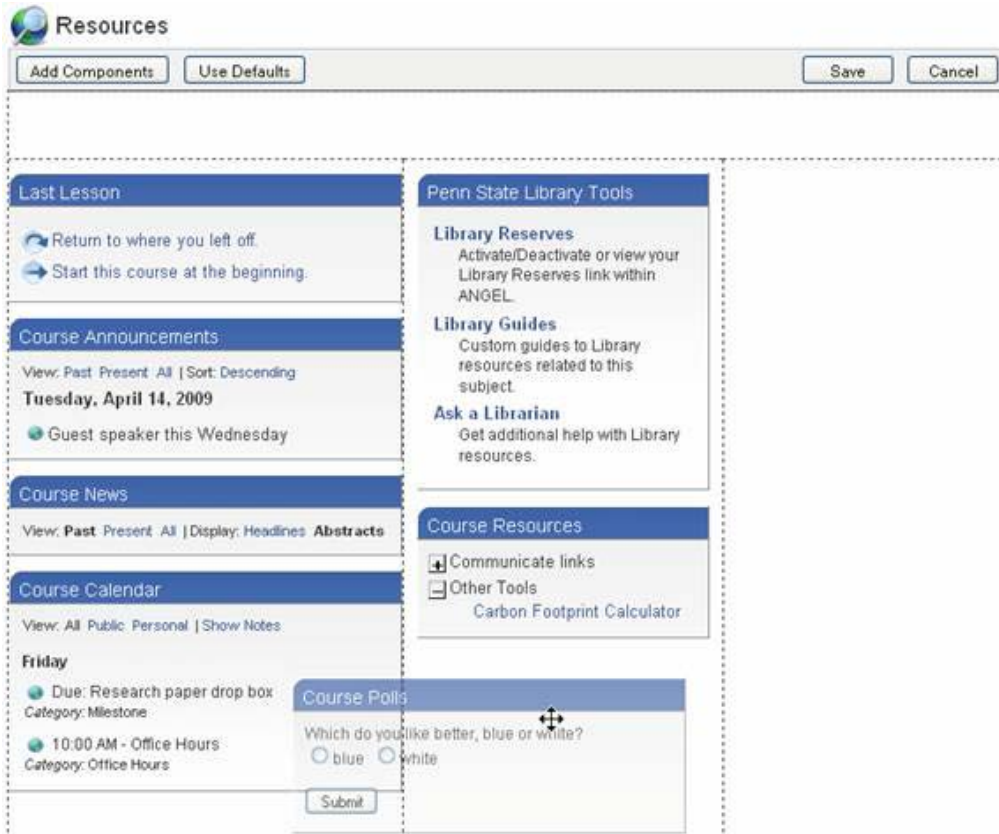 Resources
Add Components Use Defaults Save Cancel
Last Lesson
Return to where you left off.
Start this course at the beginning.
Course Announcements
View: Past Present All | Sort: Descending
Tuesday, April 14, 2009
Guest speaker this Wednesday
Course News
View: Past Present All | Display: Headlines Abstracts
Course Calendar
View: All Public Personal | Show Notes
Friday
Due: Research paper drop box
Category: Milestone
10:00 AM - Office Hours
Category: Office Hours
Penn State Library Tools
Library Reserves
Activate/Deactivate or view your
Library Reserves link within
ANGEL.
Library Guides
Custom guides to Library
resources related to this
subject.
Ask a Librarian
Get additional help with Library
resources.
Course Resources
Communicate links
Other Tools
Carbon Footprint Calculator
Course Polls
Which do you like better, blue or white?
blue white
Submit